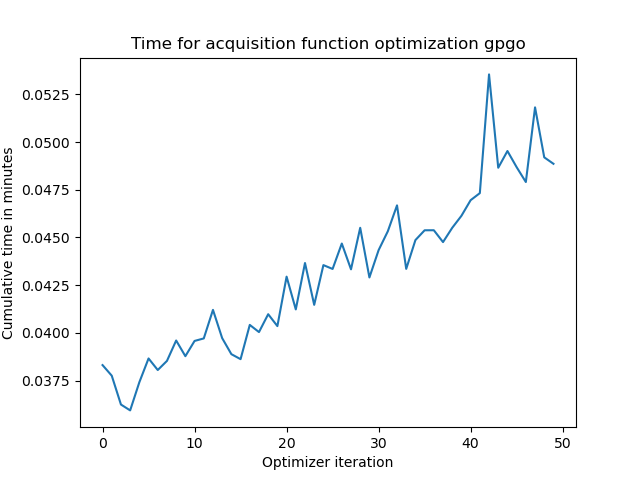 Time for acquisition function optimization gpgo
Cumulative time in minutes
0.0525
0.0500
0.0475
0.0450
0.0425
0.0400
0.0375
0 10 20 30 40 50
Optimizer iteration